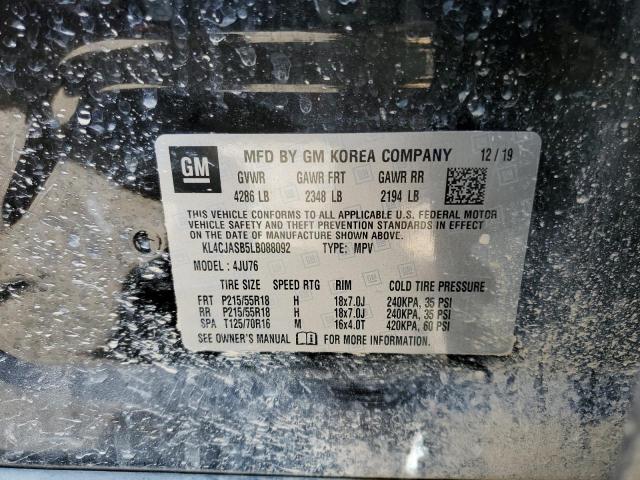 GM MFD BY GM KOREA COMPANY 12/19
GVWR GAWR FRT GAWR RR
4286 LB 2348 LB 2194 LB
THIS VEHICLE CONFORMS TO ALL APPLICABLE U.S. FEDERAL MOTOR
VEHICLE SAFETY AND THEFT PREVENTION STANDARDS IN EFFECT
ON THE DATE OF MANUFACTURE SHOWN ABOVE.
KL4CJASB5LB088092 TYPE: MPV
MODEL: 4JU76
TIRE SIZE SPEED RTG RIM COLD TIRE PRESSURE
FRT P215/55R18 H 18x7.0J 240KPA, 35 PSI
RR P215/55R18 H 18x7.0J 240KPA, 35 PSI
SPA T125/70R16 M 16x4.0T 420KPA, 60 PSI
SEE OWNER'S MANUAL FOR MORE INFORMATION.